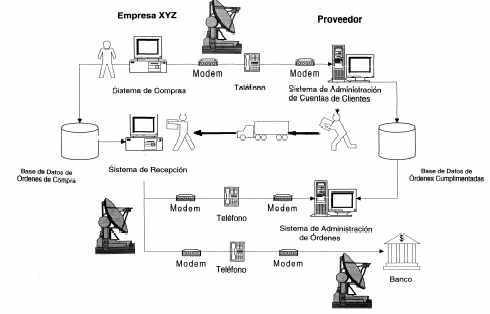 Empresa XYZ
Proveedor
Modem
Teléfono
Modem
Sistema de Compra
Sistema de Administración
de Cuentas de Clientes
Base de Datos de
Órdenes de Compra
Sistema de Recepción
Base de Datos de
Órdenes Cumplimentadas
Modem
Teléfono
Modem
Sistema de Administración
de Órdenes
Modem
Teléfono
Modem
$
Banco